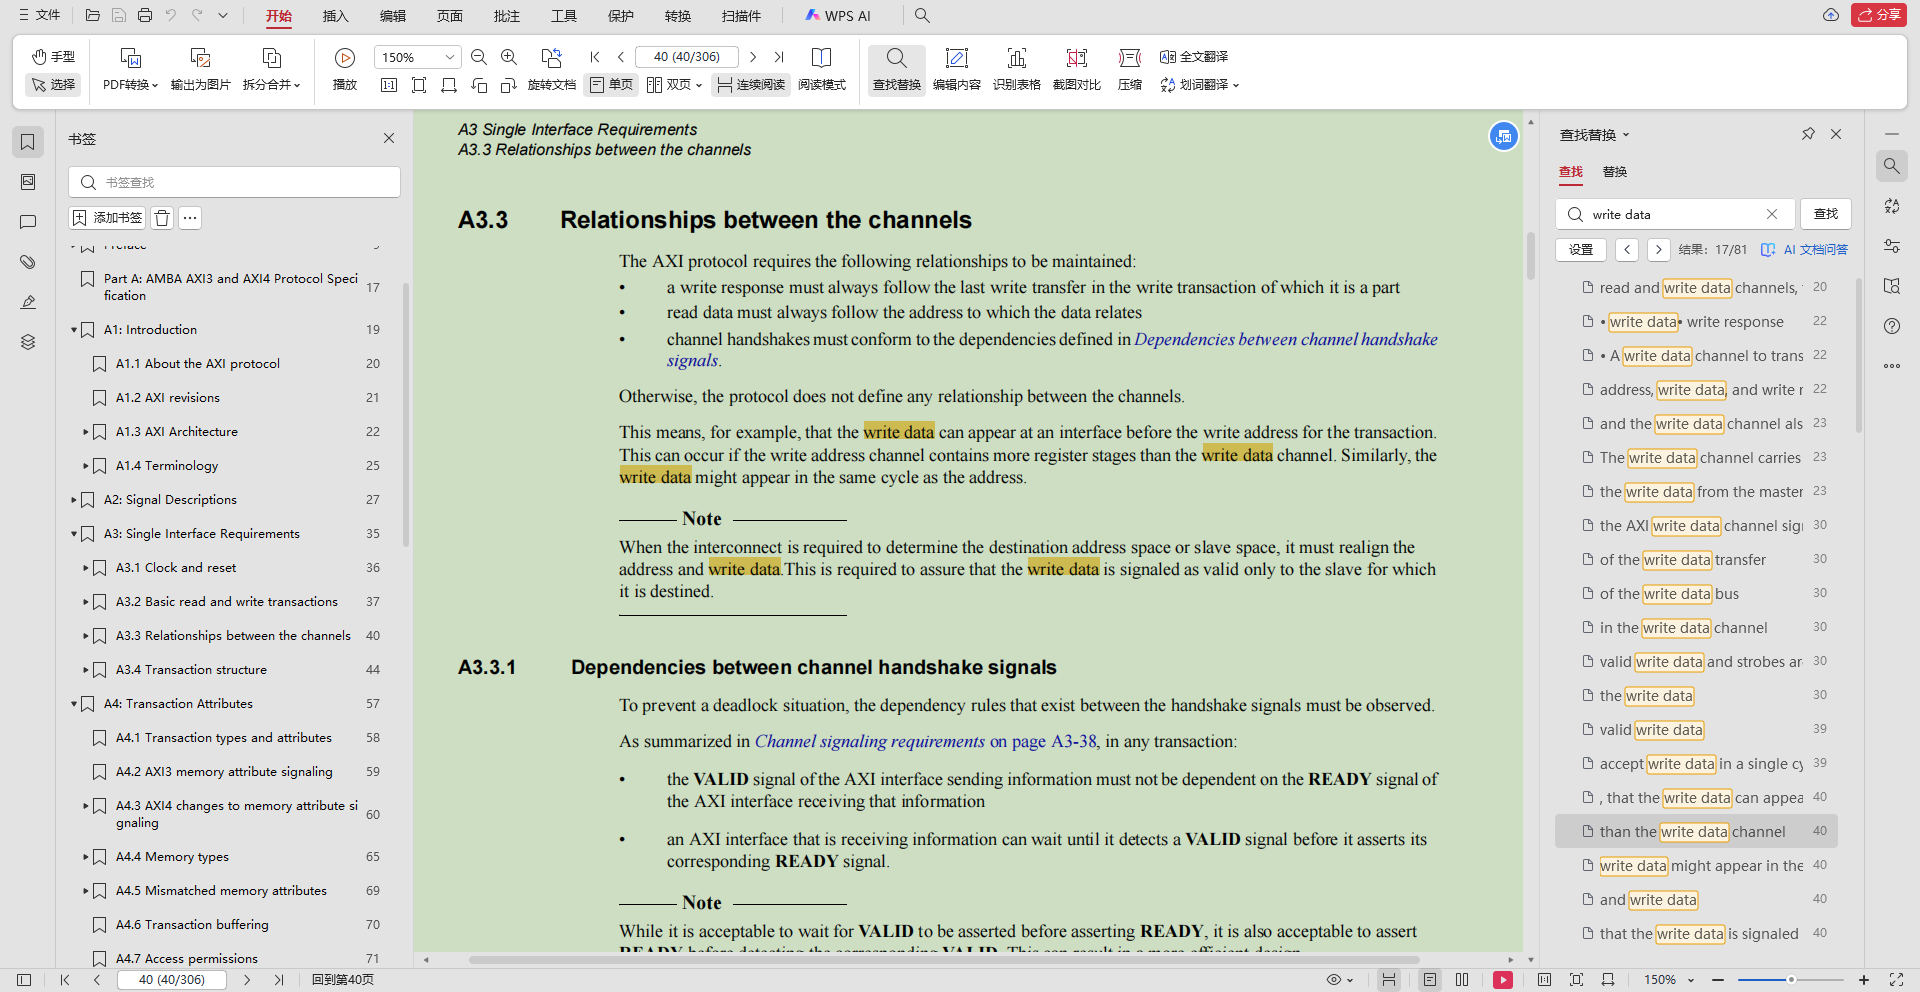 文件
开始
插入
编辑
页面
批注
工具
保护
转换
扫描件
WPS AI
分享
手型
选择
PDF转换
输出为图片
拆分合并
播放
150%
旋转文档
40 (40/306)
单页
双页
连续阅读
阅读模式
查找替换
编辑内容
识别表格
截图对比
压缩
全文翻译
划词翻译
书签
书签查找
添加书签
Preface
Part A: AMBA AXI3 and AXI4 Protocol Speci
fication 17
A1: Introduction 19
A1.1 About the AXI protocol 20
A1.2 AXI revisions 21
A1.3 AXI Architecture 22
A1.4 Terminology 25
A2: Signal Descriptions 27
A3: Single Interface Requirements 35
A3.1 Clock and reset 36
A3.2 Basic read and write transactions 37
A3.3 Relationships between the channels 40
A3.4 Transaction structure 44
A4: Transaction Attributes 57
A4.1 Transaction types and attributes 58
A4.2 AXI3 memory attribute signaling 59
A4.3 AXI4 changes to memory attribute si
gnaling 60
A4.4 Memory types 65
A4.5 Mismatched memory attributes 69
A4.6 Transaction buffering 70
A4.7 Access permissions 71
A3 Single Interface Requirements
A3.3 Relationships between the channels
A3.3 Relationships between the channels
The AXI protocol requires the following relationships to be maintained:
• a write response must always follow the last write transfer in the write transaction of which it is a part
• read data must always follow the address to which the data relates
• channel handshakes must conform to the dependencies defined in Dependencies between channel handshake
signals.
Otherwise, the protocol does not define any relationship between the channels.
This means, for example, that the write data can appear at an interface before the write address for the transaction.
This can occur if the write address channel contains more register stages than the write data channel. Similarly, the
write data might appear in the same cycle as the address.
Note
When the interconnect is required to determine the destination address space or slave space, it must realign the
address and write data.This is required to assure that the write data is signaled as valid only to the slave for which
it is destined.
A3.3.1 Dependencies between channel handshake signals
To prevent a deadlock situation, the dependency rules that exist between the handshake signals must be observed.
As summarized in Channel signaling requirements on page A3-38, in any transaction:
• the VALID signal of the AXI interface sending information must not be dependent on the READY signal of
the AXI interface receiving that information
• an AXI interface that is receiving information can wait until it detects a VALID signal before it asserts its
corresponding READY signal.
Note
While it is acceptable to wait for VALID to be asserted before asserting READY, it is also acceptable to assert
READY before detecting the corresponding VALID. This can result in a more efficient design.
查找替换
查找
替换
write data
查找
设置
结果: 17/81
AI 文档问答
read and write data channels, 20
• write data• write response 22
• A write data channel to trans 22
address, write data, and write r 22
and the write data channel als 23
The write data channel carries 23
the write data from the master 23
the AXI write data channel sig 30
of the write data transfer 30
of the write data bus 30
in the write data channel 30
valid write data and strobes ar 30
the write data 30
valid write data 39
accept write data in a single cy 39
, that the write data can appea 40
than the write data channel 40
write data might appear in the 40
and write data 40
that the write data is signaled 40
40 (40/306)
回到第40页
150%